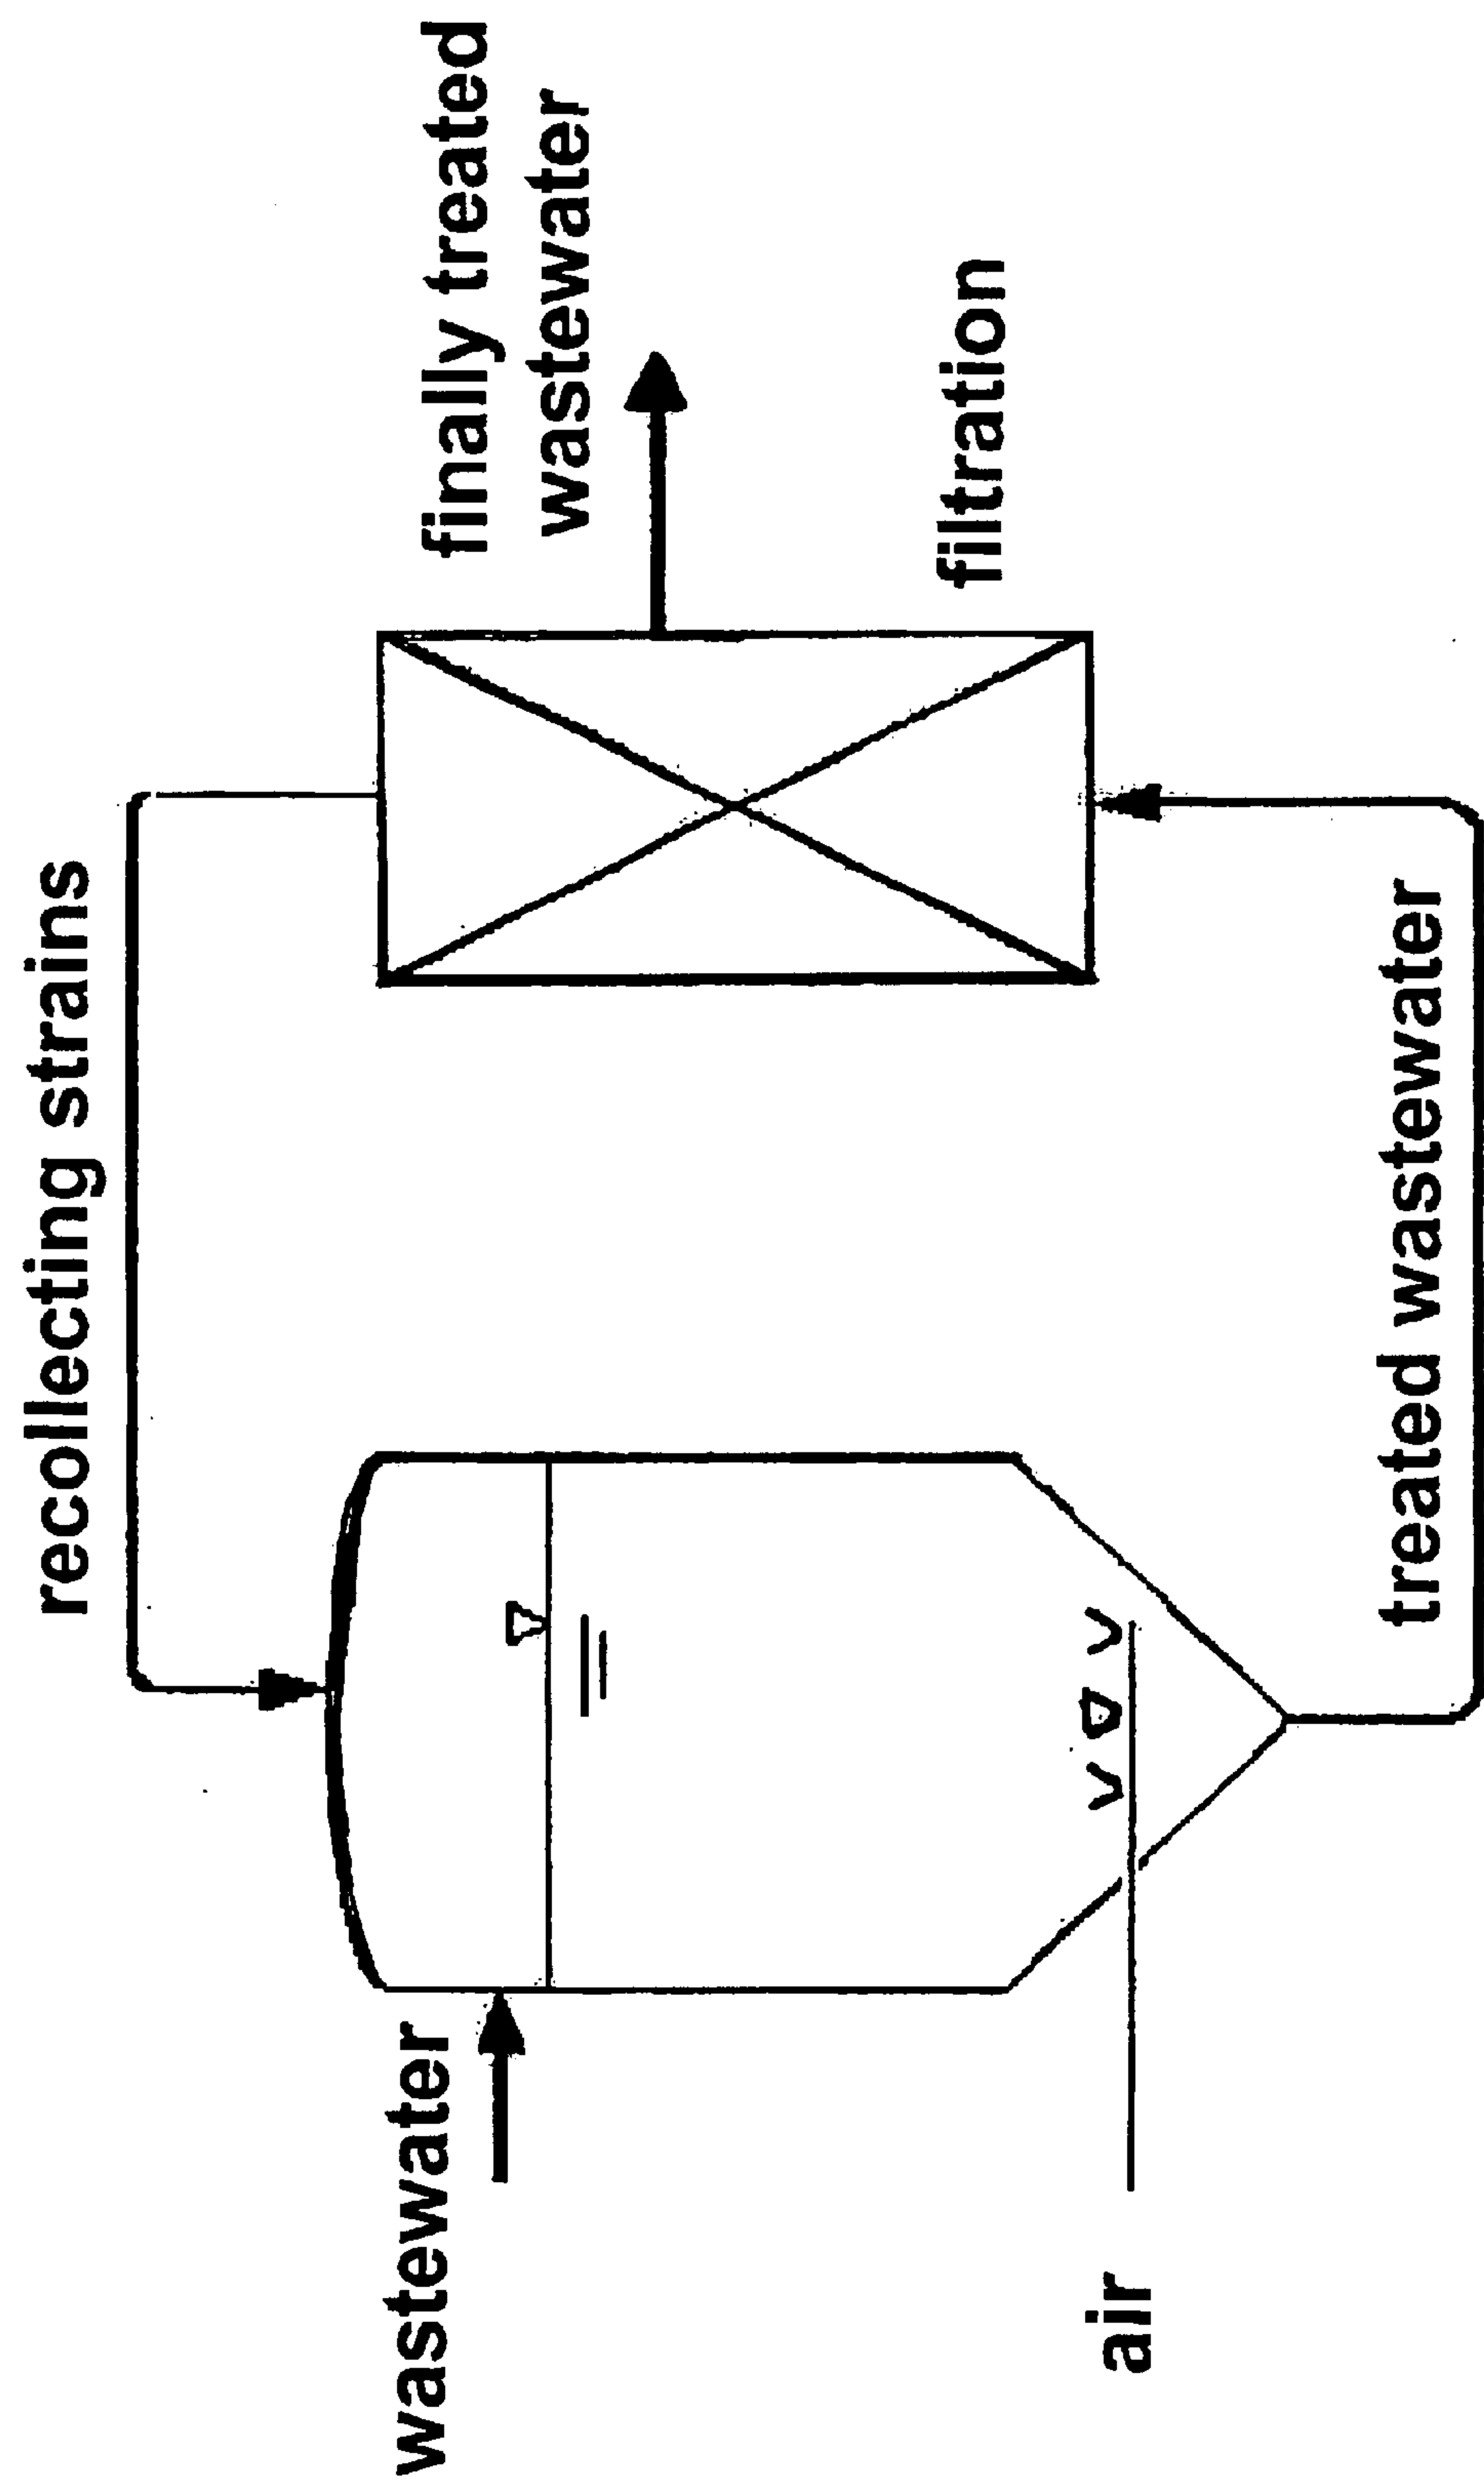 recollecting strains
wastewater
finally treated
wastewater
filtration
air
treated wastewater